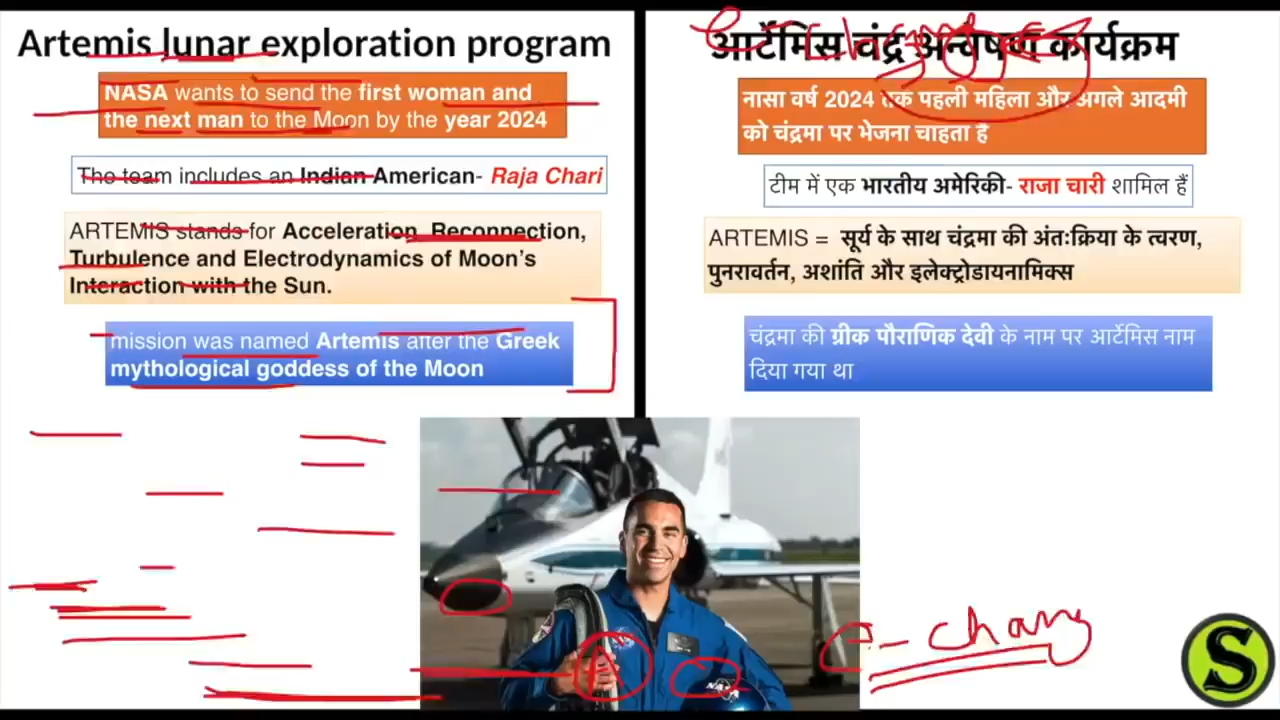 Artemis lunar exploration program
NASA wants to send the first woman and
the next man to the Moon by the year 2024
The team includes an Indian American- Raja Chari
ARTEMIS stands for Acceleration, Reconnection,
Turbulence and Electrodynamics of Moon's
Interaction with the Sun.
mission was named Artemis after the Greek
mythological goddess of the Moon
आर्टेमिस चंद्र अन्वेषण कार्यक्रम
नासा वर्ष 2024 तक पहली महिला और अगले आदमी
को चंद्रमा पर भेजना चाहता है
टीम में एक भारतीय अमेरिकी- राजा चारी शामिल हैं
ARTEMIS = सूर्य के साथ चंद्रमा की अंत:क्रिया के त्वरण,
पुनरावर्तन, अशांति और इलेक्ट्रोडायनामिक्स
चंद्रमा की ग्रीक पौराणिक देवी के नाम पर आर्टेमिस नाम
दिया गया था
NASA
S